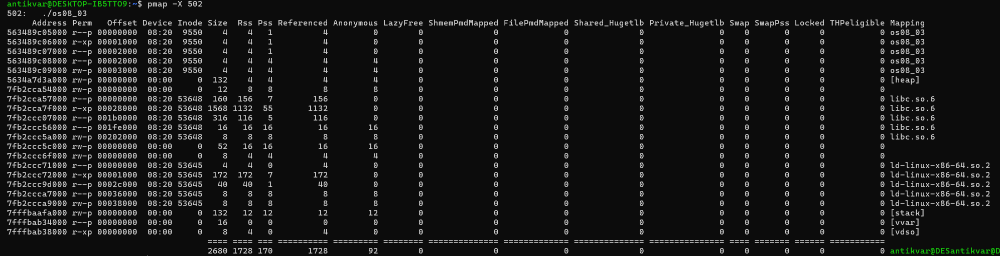 antikvar@DESKTOP-IB5TTO9:~$ pmap -X 502
502:   ./os08_03
     Address Perm   Offset Device Inode Size  Rss Pss Referenced Anonymous LazyFree ShmemPmdMapped FilePmdMapped Shared_Hugetlb Private_Hugetlb Swap SwapPss Locked THPeligible Mapping
563489c05000 r--p 00000000  08:20  9550    4    4   1          4         0        0              0             0              0               0    0       0      0           0 os08_03
563489c06000 r-xp 00001000  08:20  9550    4    4   1          4         0        0              0             0              0               0    0       0      0           0 os08_03
563489c07000 r--p 00002000  08:20  9550    4    4   1          4         0        0              0             0              0               0    0       0      0           0 os08_03
563489c08000 r--p 00002000  08:20  9550    4    4   4          4         4        0              0             0              0               0    0       0      0           0 os08_03
563489c09000 rw-p 00003000  08:20  9550    4    4   4          4         4        0              0             0              0               0    0       0      0           0 os08_03
5634a7d3a000 rw-p 00000000  00:00     0  132    4   4          4         4        0              0             0              0               0    0       0      0           0 [heap]
7fb2cca54000 rw-p 00000000  00:00     0   12    8   8          8         8        0              0             0              0               0    0       0      0           0
7fb2cca57000 r--p 00000000  08:20 53648  160  156   7        156         0        0              0             0              0               0    0       0      0           0 libc.so.6
7fb2cca7f000 r-xp 00028000  08:20 53648 1568 1132  55       1132         0        0              0             0              0               0    0       0      0           0 libc.so.6
7fb2ccc07000 r--p 001b0000  08:20 53648  316  116   5        116         0        0              0             0              0               0    0       0      0           0 libc.so.6
7fb2ccc56000 r--p 001fe000  08:20 53648   16   16  16         16        16        0              0             0              0               0    0       0      0           0 libc.so.6
7fb2ccc5a000 rw-p 00202000  08:20 53648    8    8   8          8         8        0              0             0              0               0    0       0      0           0 libc.so.6
7fb2ccc5c000 rw-p 00000000  00:00     0   52   16  16         16        16        0              0             0              0               0    0       0      0           0
7fb2ccc6f000 rw-p 00000000  00:00     0    8    4   4          4         4        0              0             0              0               0    0       0      0           0
7fb2ccc71000 r--p 00000000  08:20 53645    4    4   0          4         0        0              0             0              0               0    0       0      0           0 ld-linux-x86-64.so.2
7fb2ccc72000 r-xp 00001000  08:20 53645  172  172   7        172         0        0              0             0              0               0    0       0      0           0 ld-linux-x86-64.so.2
7fb2ccc9d000 r--p 0002c000  08:20 53645   40   40   1         40         0        0              0             0              0               0    0       0      0           0 ld-linux-x86-64.so.2
7fb2ccca7000 r--p 00036000  08:20 53645    8    8   8          8         8        0              0             0              0               0    0       0      0           0 ld-linux-x86-64.so.2
7fb2ccca9000 rw-p 00038000  08:20 53645    8    8   8          8         8        0              0             0              0               0    0       0      0           0 ld-linux-x86-64.so.2
7fffbaafa000 rw-p 00000000  00:00     0  132   12  12         12        12        0              0             0              0               0    0       0      0           0 [stack]
7fffbab34000 r--p 00000000  00:00     0   16    0   0          0         0        0              0             0              0               0    0       0      0           0 [vvar]
7fffbab38000 r-xp 00000000  00:00     0    8    4   0          4         0        0              0             0              0               0    0       0      0           0 [vdso]
                                        ==== ==== === ========== ========= ======== ============== ============= ============== =============== ==== ======= ====== ===========
                                        2680 1728 170       1728        92        0              0             0              0               0    0       0      0           0 antikvar@DESantikvar@D